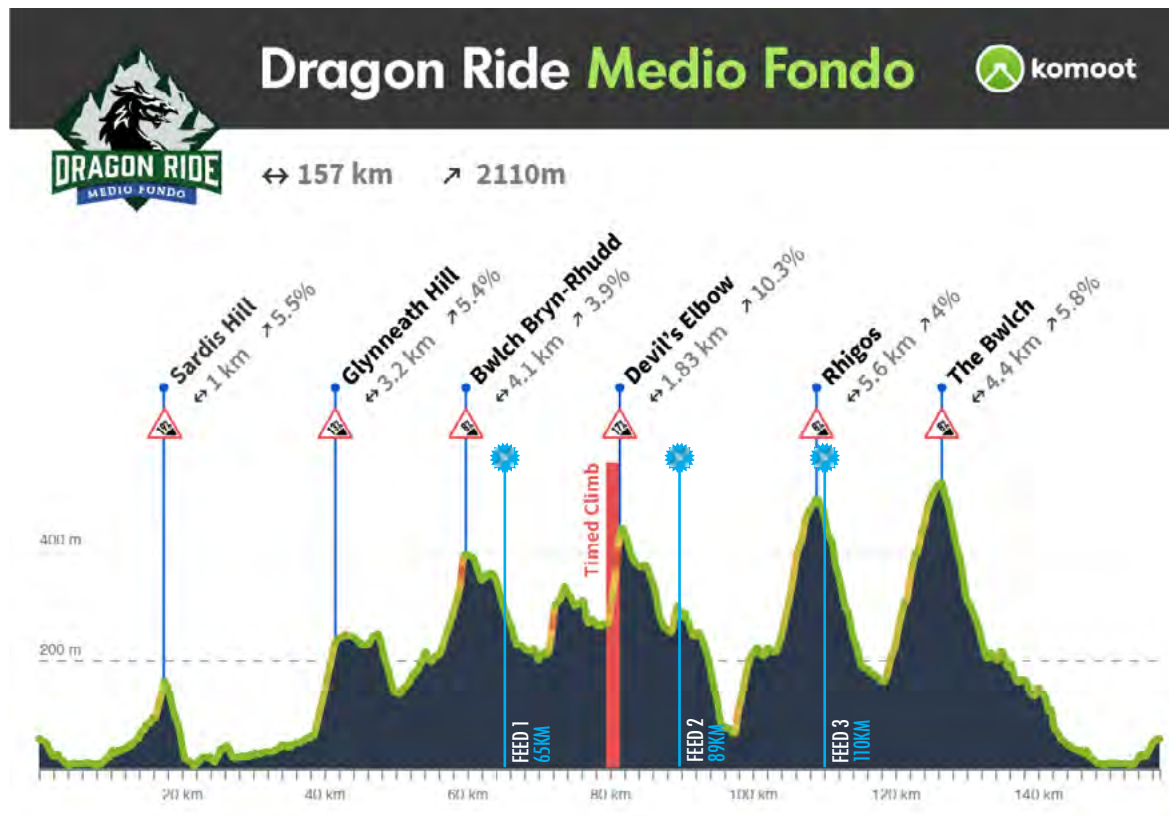 Dragon Ride Medio Fondo
komoot
DRAGON RIDE
MEDIO FONDO
↔ 157 km ↗ 2110m
Sardis Hill
↔ 1 km ↗ 5.5%
Glynneath Hill
↔ 3.2 km ↗ 5.4%
Bwlch Bryn-Rhudd
↔ 4.1 km ↗ 3.9%
Devil's Elbow
↔ 1.83 km ↗ 10.3%
Rhigos
↔ 5.6 km ↗ 4%
The Bwlch
↔ 4.4 km ↗ 5.8%
Timed Climb
400 m
200 m
FEED 1
65KM
FEED 2
89KM
FEED 3
110KM
20 km
40 km
60 km
80 km
100 km
120 km
140 km